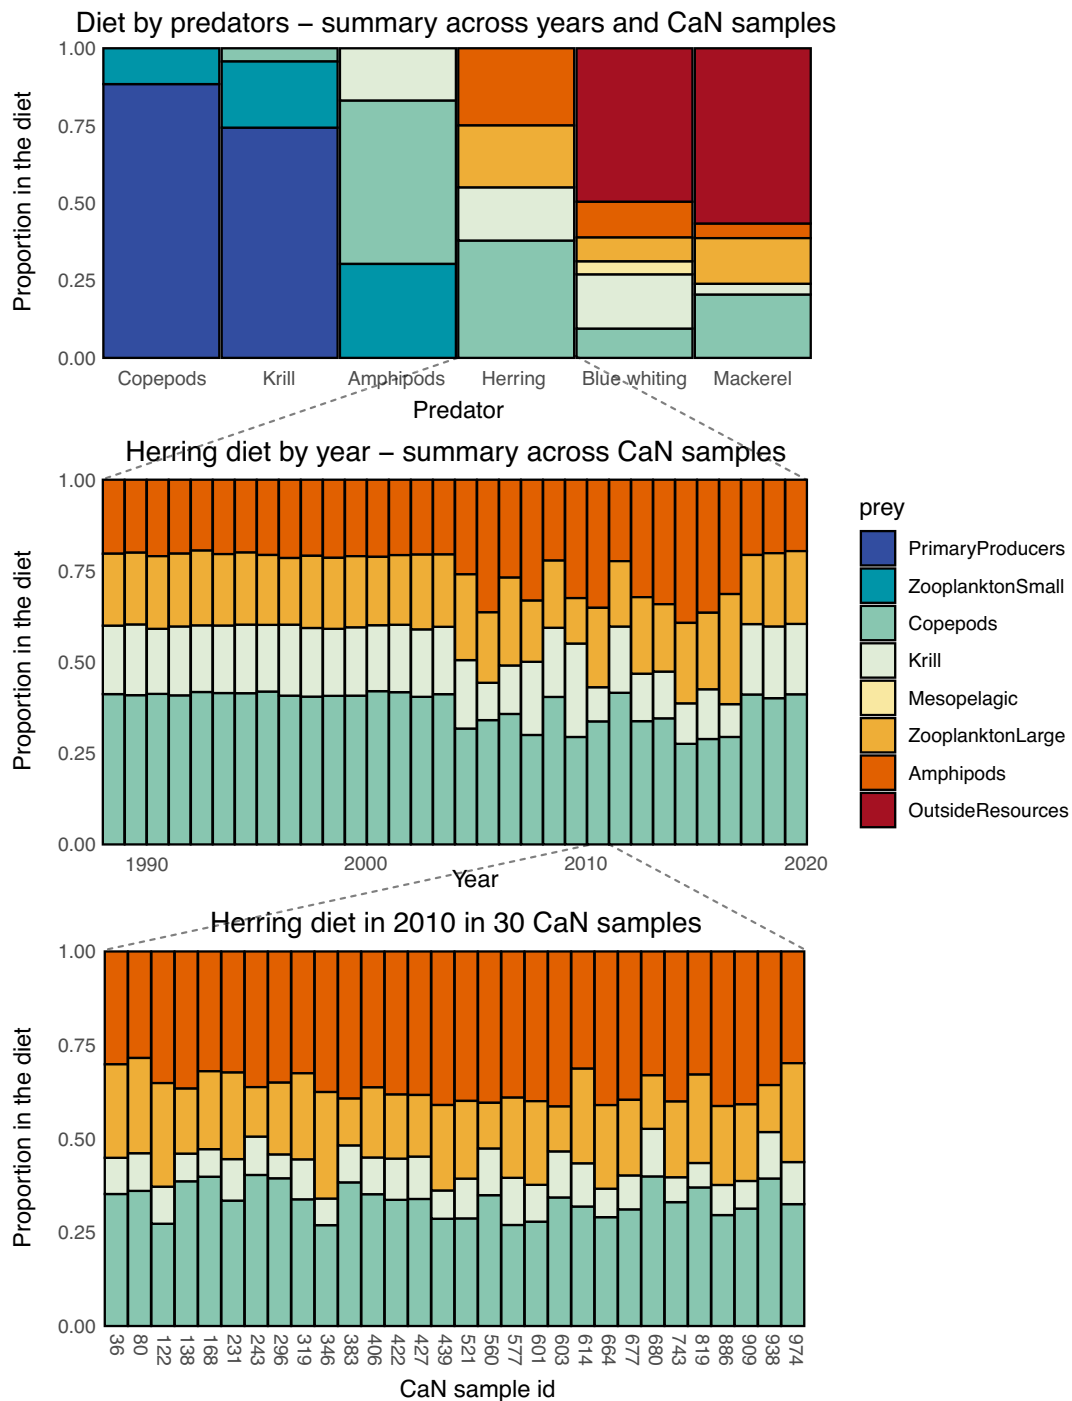 Diet by predators – summary across years and CaN samples
Proportion in the diet
1.00
0.75
0.50
0.25
0.00
Copepods Krill Amphipods Herring Blue whiting Mackerel
Predator
Herring diet by year – summary across CaN samples
Proportion in the diet
1.00
0.75
0.50
0.25
0.00
1990 2000 2010 2020
Year
prey
PrimaryProducers
ZooplanktonSmall
Copepods
Krill
Mesopelagic
ZooplanktonLarge
Amphipods
OutsideResources
Herring diet in 2010 in 30 CaN samples
Proportion in the diet
1.00
0.75
0.50
0.25
0.00
36 80 122 138 168 231 243 296 319 346 383 406 422 427 439 521 560 577 601 603 614 664 677 680 743 819 886 909 938 974
CaN sample id